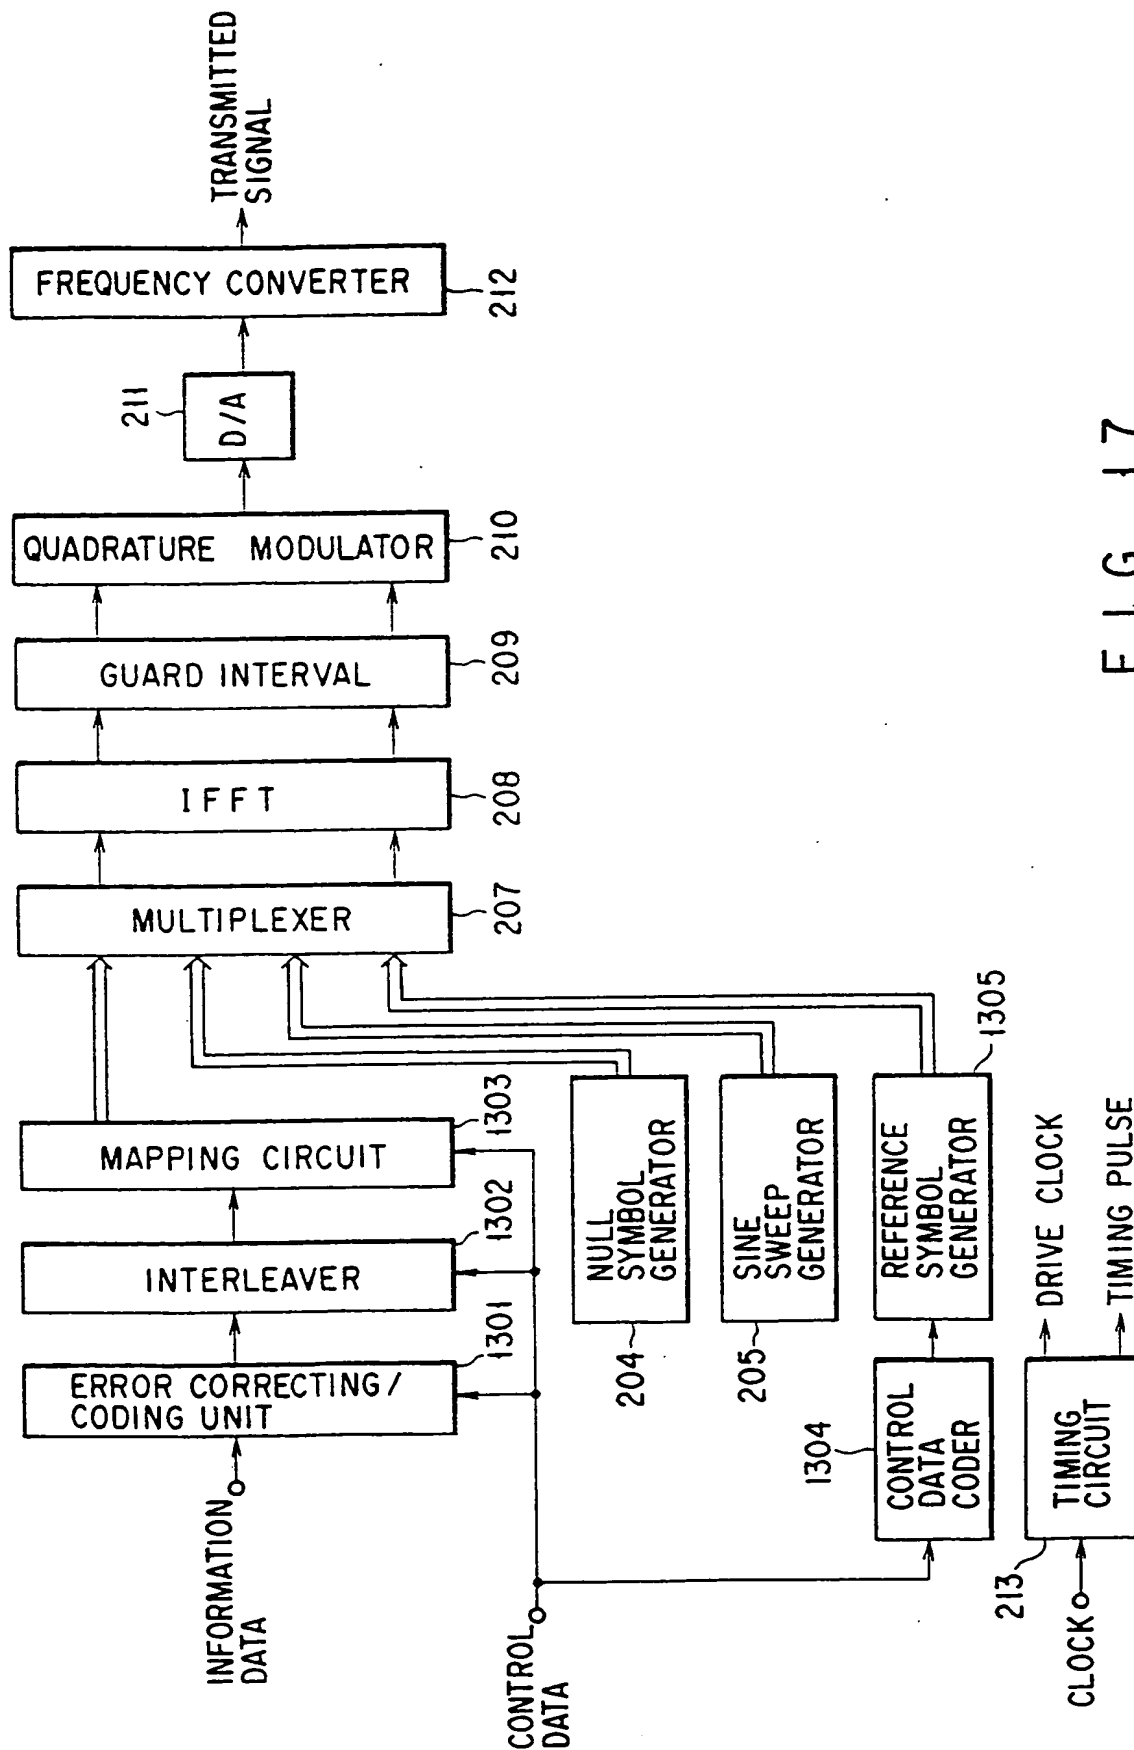 INFORMATION
DATA
ERROR CORRECTING/
CODING UNIT
1301
INTERLEAVER
1302
MAPPING CIRCUIT
1303
MULTIPLEXER
207
IFFT
208
GUARD INTERVAL
209
QUADRATURE MODULATOR
210
D/A
211
FREQUENCY CONVERTER
212
TRANSMITTED
SIGNAL
CONTROL
DATA
NULL
SYMBOL
GENERATOR
204
SINE
SWEEP
GENERATOR
205
1304
CONTROL
DATA
CODER
REFERENCE
SYMBOL
GENERATOR
1305
CLOCK
213
TIMING
CIRCUIT
DRIVE CLOCK
TIMING PULSE
FIG. 17